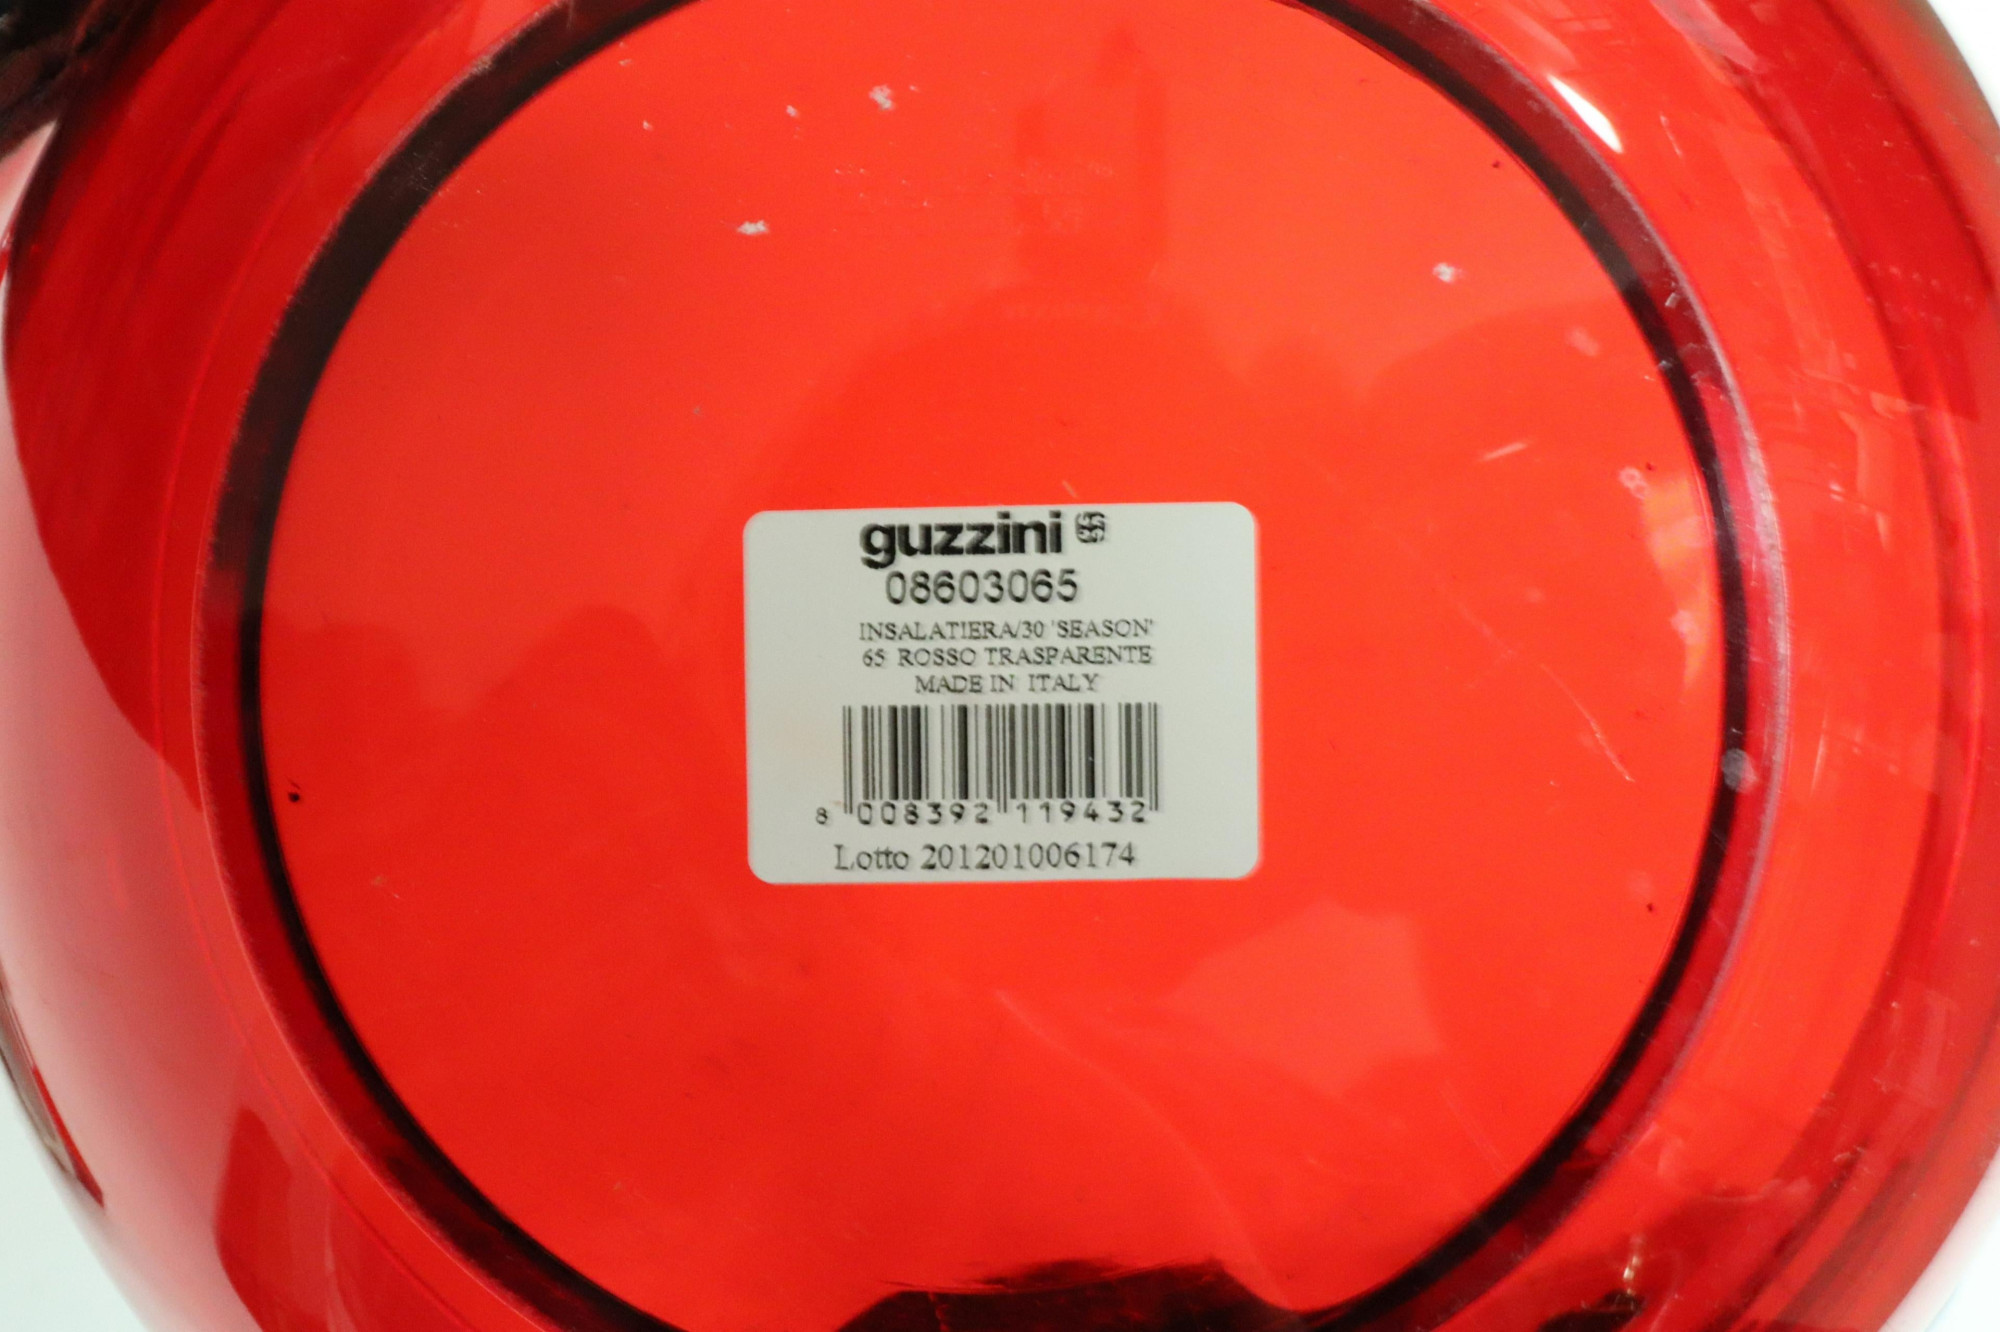 guzzini
08603065
INSALATIERA/30 'SEASON'
65 ROSSO TRASPARENTE
MADE IN ITALY
8 008392 119432
Lotto 201201006174